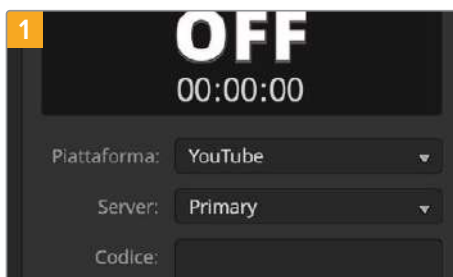 1
OFF
00:00:00
Piattaforma: YouTube
Server: Primary
Codice: